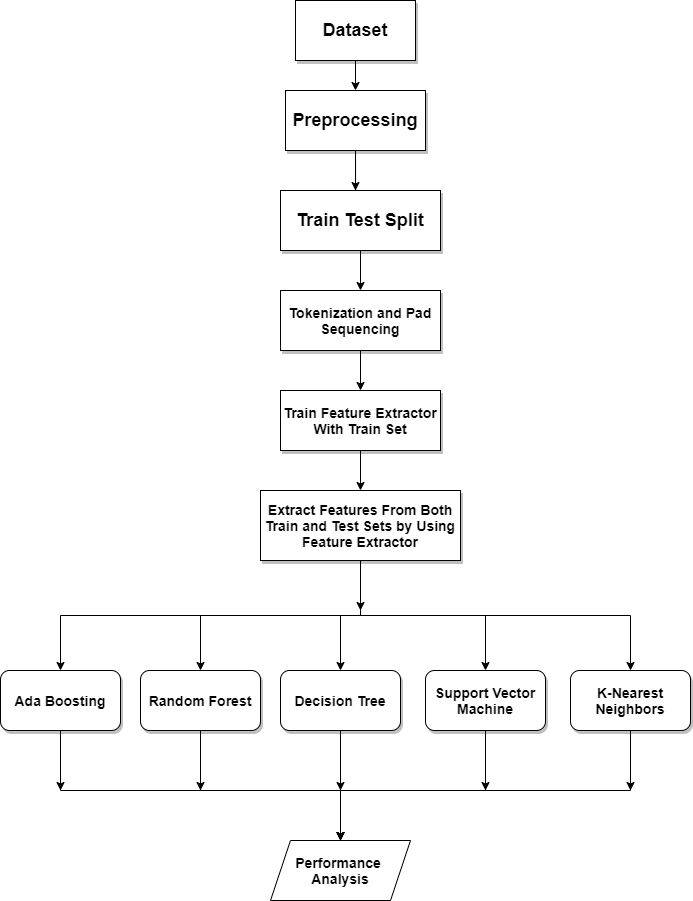 Dataset
Preprocessing
Train Test Split
Tokenization and Pad
Sequencing
Train Feature Extractor
With Train Set
Extract Features From Both
Train and Test Sets by Using
Feature Extractor
Ada Boosting
Random Forest
Decision Tree
Support Vector
Machine
K-Nearest
Neighbors
Performance
Analysis